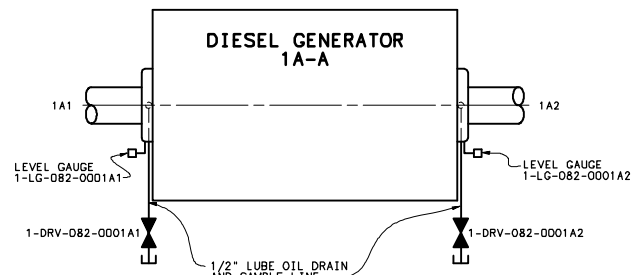 DIESEL GENERATOR
1A-A
1A1
1A2
LEVEL GAUGE
1-LG-082-0001A1
LEVEL GAUGE
1-LG-082-0001A2
1-DRV-082-0001A1
1-DRV-082-0001A2
1/2" LUBE OIL DRAIN
AND SAMPLE LINE